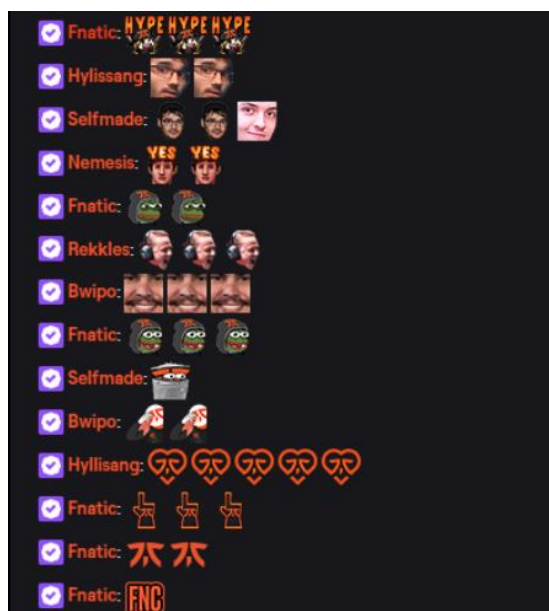 Fnatic: HYPE HYPE HYPE
Hylissang:
Selfmade:
Nemesis: YES YES
Fnatic:
Rekkles:
Bwipo:
Fnatic:
Selfmade:
Bwipo:
Hyllisang:
Fnatic:
Fnatic:
Fnatic: FNC